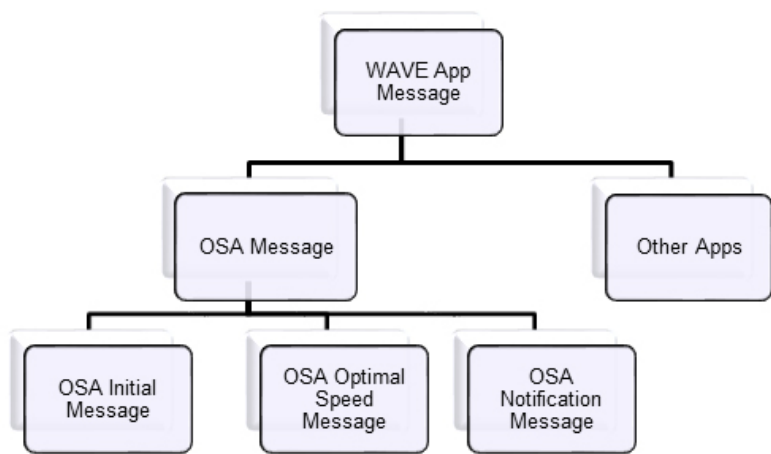 WAVE App
Message
OSA Message
Other Apps
OSA Initial
Message
OSA Optimal
Speed
Message
OSA
Notification
Message